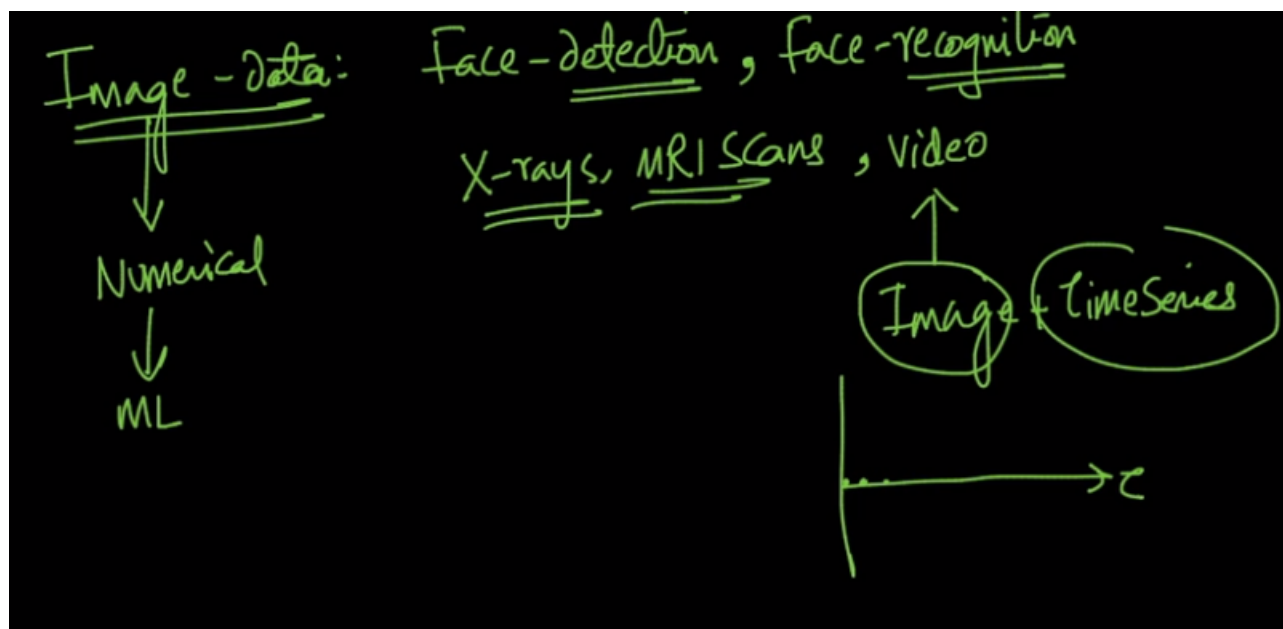 Image-Data: Face-detection, Face-recognition
X-rays, MRI Scans, Video
Numerical
Image + TimeSeries
ML
t